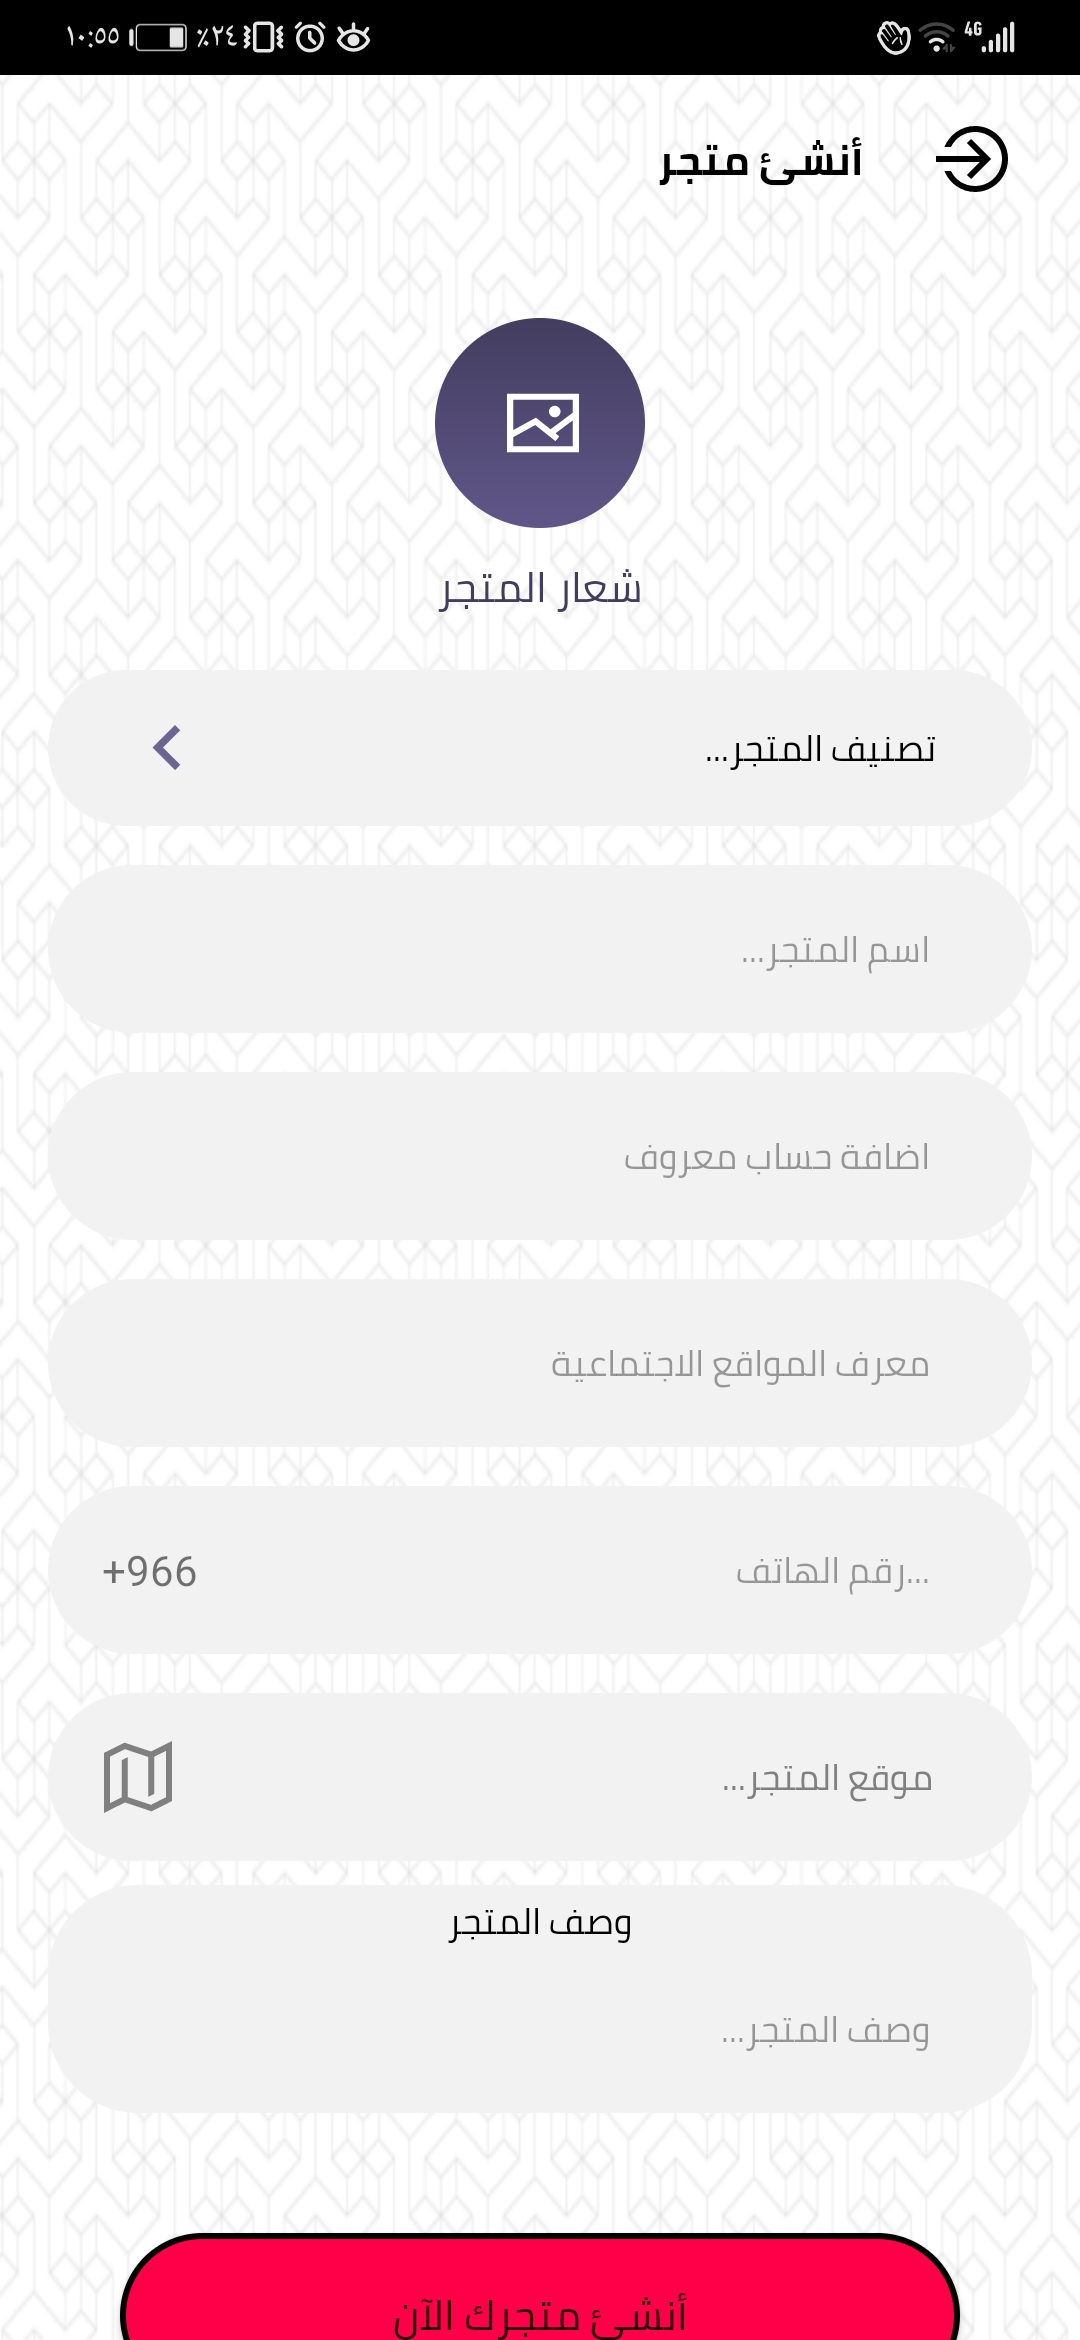 ١٠:٥٥ ٪٢٤ 4G
أنشئ متجر
شعار المتجر
تصنيف المتجر...
اسم المتجر...
اضافة حساب معروف
معرف المواقع الاجتماعية
...رقم الهاتف +966
موقع المتجر...
وصف المتجر
وصف المتجر...
أنشئ متجرك الآن